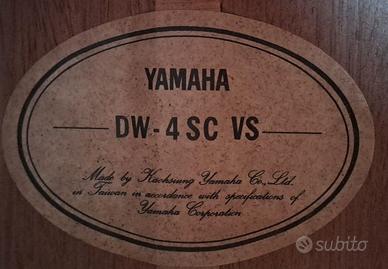 YAMAHA
DW-4SC VS
Made by Kaohsiung Yamaha Co., Ltd.
in Taiwan in accordance with specifications of
Yamaha Corporation
subito